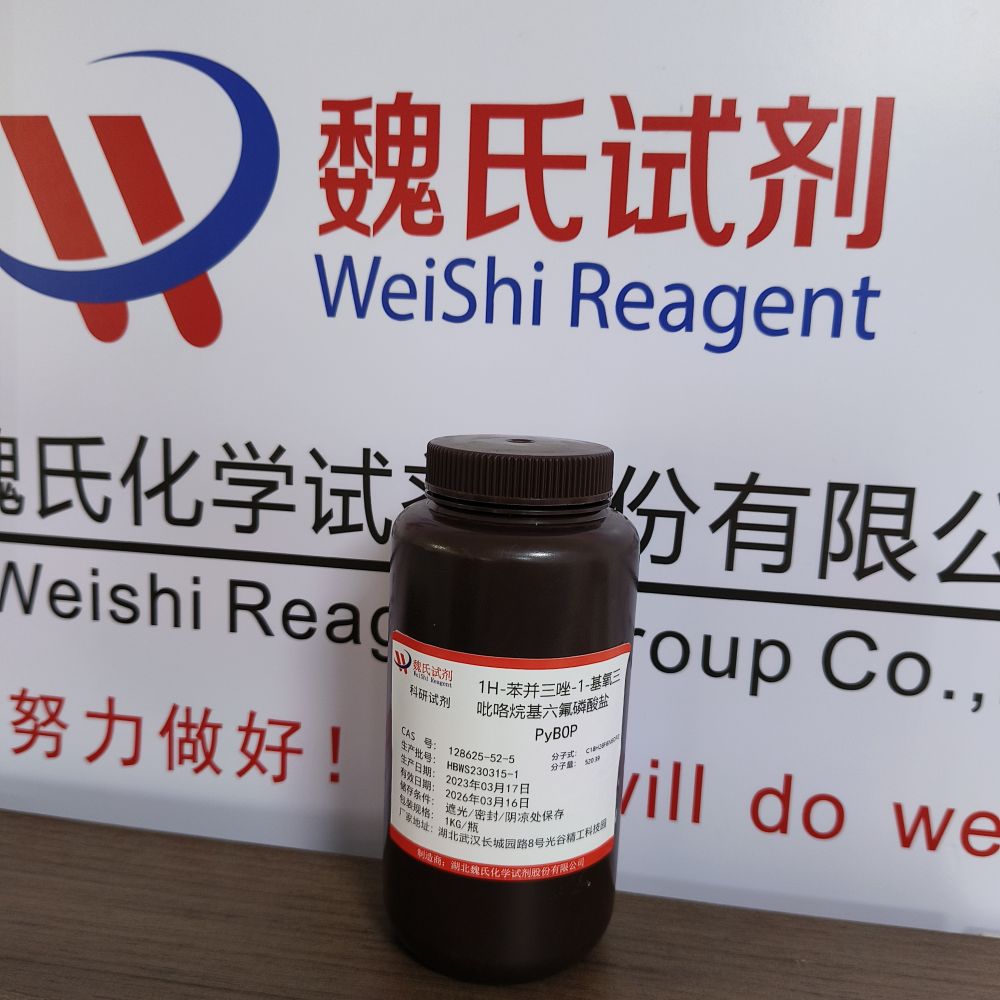 魏氏试剂
WeiShi Reagent
魏氏化学试剂股份有限公
Weishi Reag roup Co.,
努力做好！ will do we
魏氏试剂
WeiShi Reagent
科研试剂
1H-苯并三唑-1-基氧三
吡咯烷基六氟磷酸盐
PyBOP
CAS 号： 128625-52-5
分子式：
生产批号： HBWS230315-1
分子量： 520.39
生产日期： 2023年03月17日
有效日期： 2026年03月16日
储存条件： 遮光/密封/阴凉处保存
包装规格： 1KG/瓶
厂家地址：湖北武汉长城园路8号光谷精工科技园
制造商：湖北魏氏化学试剂股份有限公司